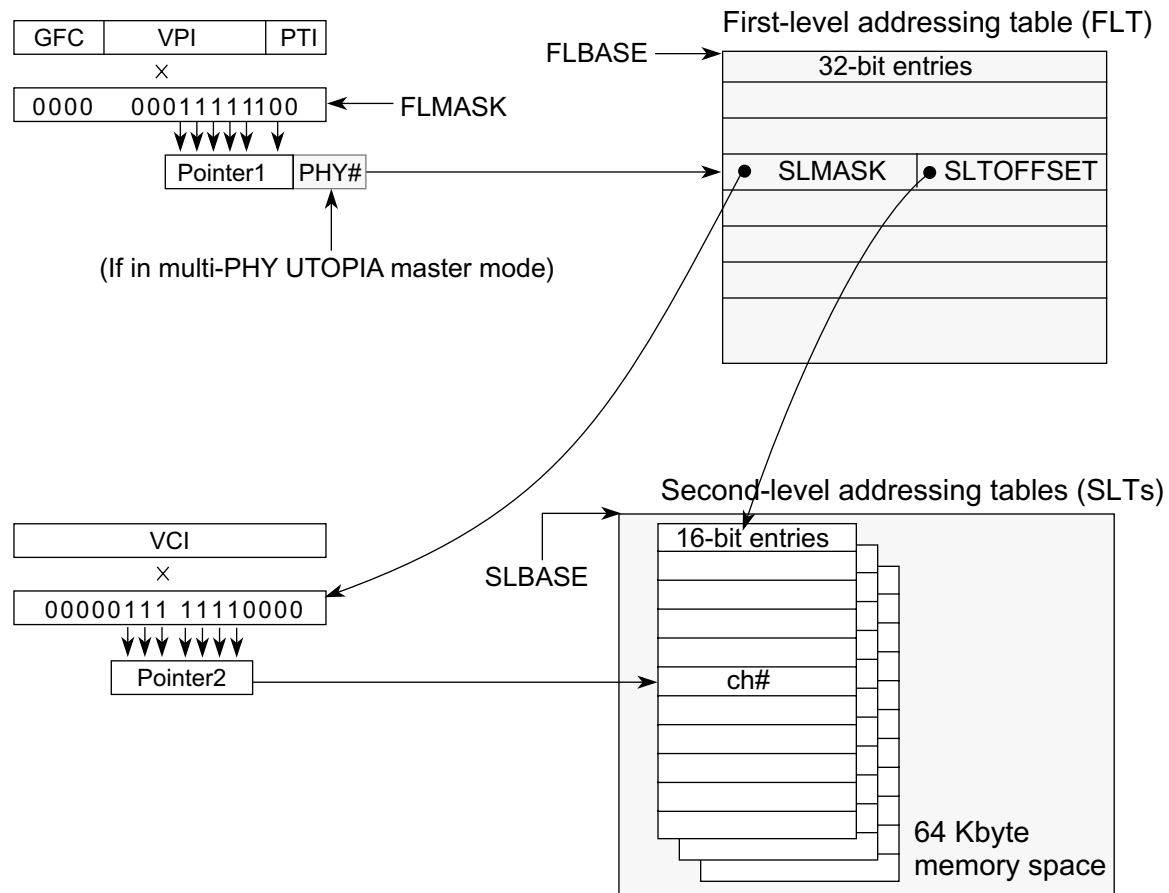 First-level addressing table (FLT)
GFC VPI PTI
FLBASE
32-bit entries
×
0000 000111111100
FLMASK
Pointer1 PHY#
SLMASK SLTOFFSET
(If in multi-PHY UTOPIA master mode)
Second-level addressing tables (SLTs)
VCI
16-bit entries
×
SLBASE
00000111 11110000
Pointer2
ch#
64 Kbyte
memory space